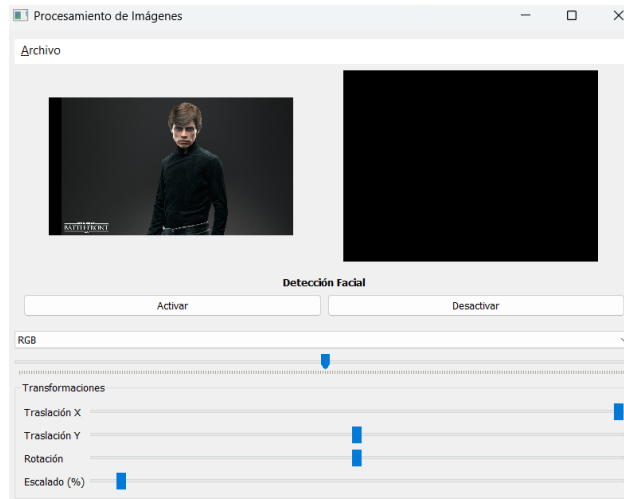 Procesamiento de Imágenes
Archivo
BATTLEFRONT
Detección Facial
Activar Desactivar
RGB
Transformaciones
Traslación X
Traslación Y
Rotación
Escalado (%)